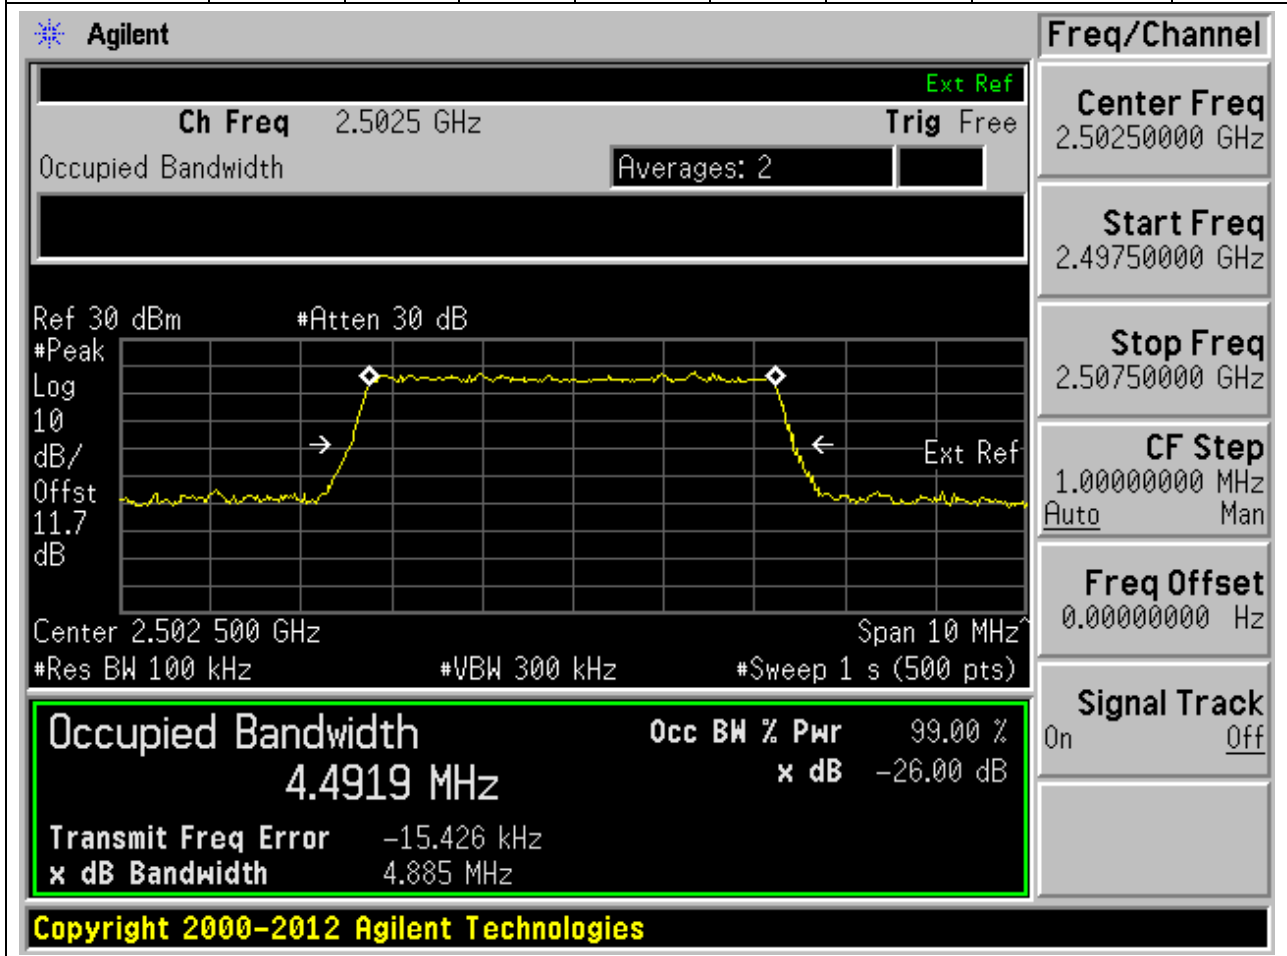 Agilent
Freq/Channel
Ext Ref
Ch Freq 2.5025 GHz Trig Free
Occupied Bandwidth Averages: 2
Center Freq
2.50250000 GHz
Start Freq
2.49750000 GHz
Stop Freq
2.50750000 GHz
CF Step
1.00000000 MHz
Auto Man
Freq Offset
0.00000000 Hz
Signal Track
On Off
Ref 30 dBm #Atten 30 dB
#Peak
Log
10
dB/
Offst
11.7
dB
Ext Ref
Center 2.502 500 GHz Span 10 MHz^
#Res BW 100 kHz #VBW 300 kHz #Sweep 1 s (500 pts)
Occupied Bandwidth
4.4919 MHz
Occ BW % Pwr 99.00 %
x dB -26.00 dB
Transmit Freq Error -15.426 kHz
x dB Bandwidth 4.885 MHz
Copyright 2000-2012 Agilent Technologies